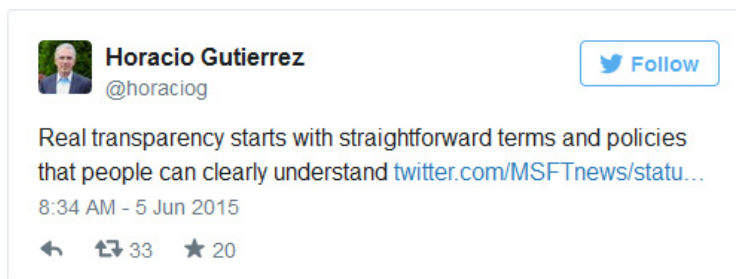 Horacio Gutierrez
@horaciog
Follow
Real transparency starts with straightforward terms and policies
that people can clearly understand twitter.com/MSFTnews/statu…
8:34 AM - 5 Jun 2015
33 20